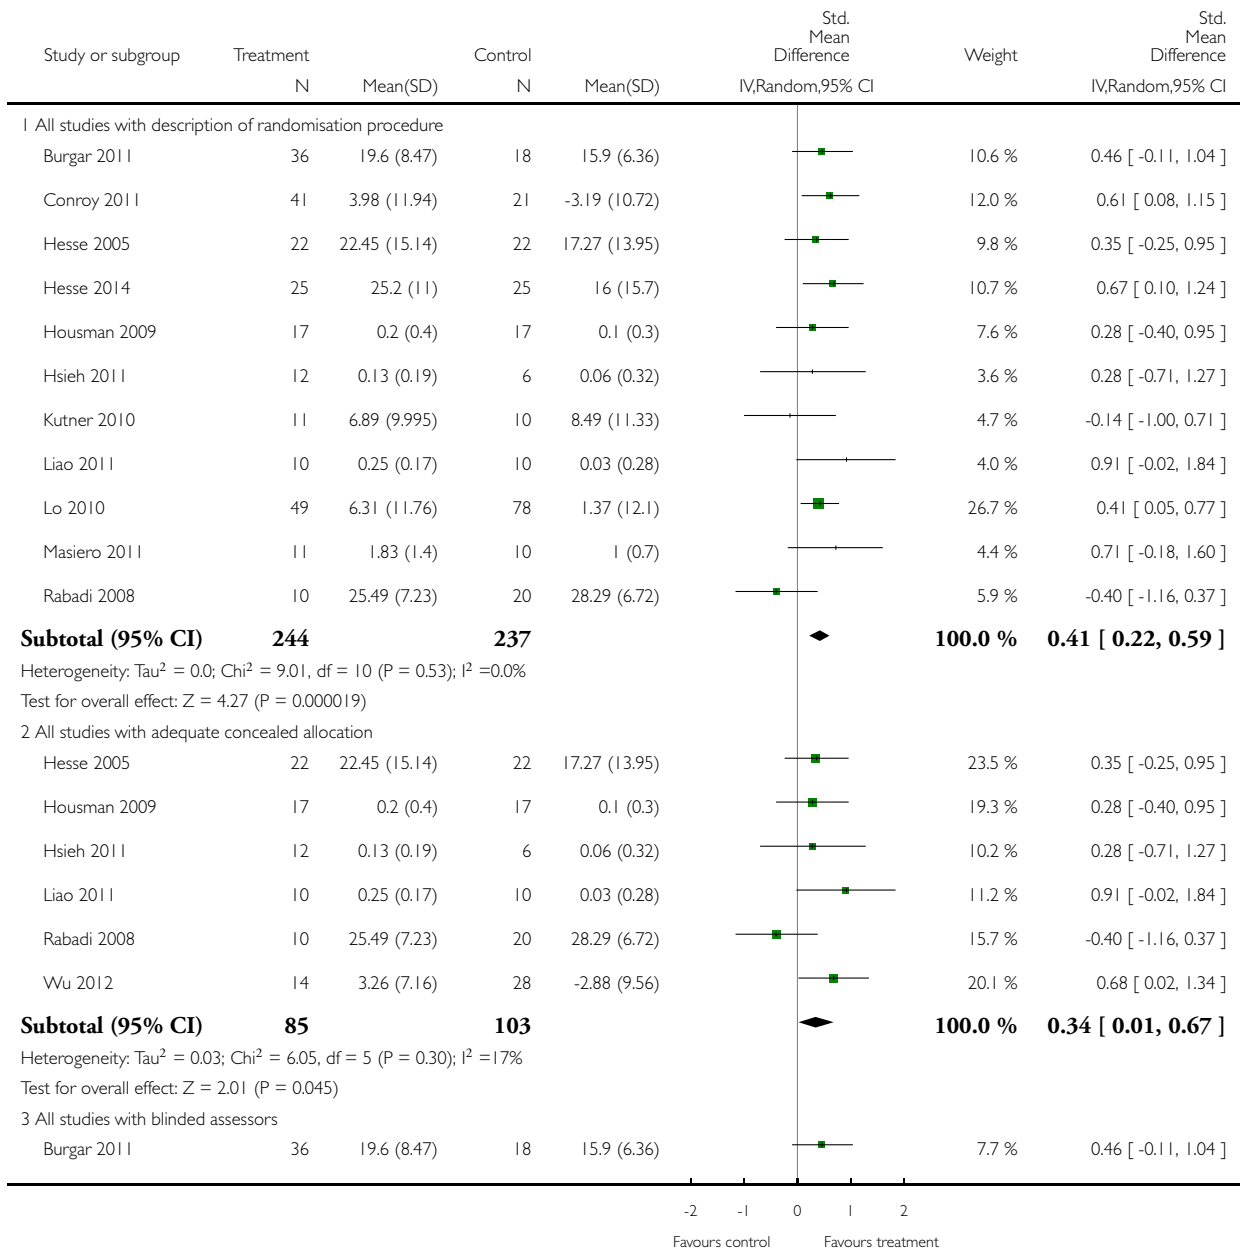 Std.
Mean
Difference
Std.
Mean
Difference
Study or subgroup Treatment Control Weight
N Mean(SD) N Mean(SD) IV,Random,95% CI IV,Random,95% CI
1 All studies with description of randomisation procedure
Burgar 2011 36 19.6 (8.47) 18 15.9 (6.36) 10.6 % 0.46 [ -0.11, 1.04 ]
Conroy 2011 41 3.98 (11.94) 21 -3.19 (10.72) 12.0 % 0.61 [ 0.08, 1.15 ]
Hesse 2005 22 22.45 (15.14) 22 17.27 (13.95) 9.8 % 0.35 [ -0.25, 0.95 ]
Hesse 2014 25 25.2 (11) 25 16 (15.7) 10.7 % 0.67 [ 0.10, 1.24 ]
Housman 2009 17 0.2 (0.4) 17 0.1 (0.3) 7.6 % 0.28 [ -0.40, 0.95 ]
Hsieh 2011 12 0.13 (0.19) 6 0.06 (0.32) 3.6 % 0.28 [ -0.71, 1.27 ]
Kutner 2010 11 6.89 (9.995) 10 8.49 (11.33) 4.7 % -0.14 [ -1.00, 0.71 ]
Liao 2011 10 0.25 (0.17) 10 0.03 (0.28) 4.0 % 0.91 [ -0.02, 1.84 ]
Lo 2010 49 6.31 (11.76) 78 1.37 (12.1) 26.7 % 0.41 [ 0.05, 0.77 ]
Masiero 2011 11 1.83 (1.4) 10 1 (0.7) 4.4 % 0.71 [ -0.18, 1.60 ]
Rabadi 2008 10 25.49 (7.23) 20 28.29 (6.72) 5.9 % -0.40 [ -1.16, 0.37 ]
Subtotal (95% CI) 244 237 100.0 % 0.41 [ 0.22, 0.59 ]
Heterogeneity: Tau² = 0.0; Chi² = 9.01, df = 10 (P = 0.53); I² =0.0%
Test for overall effect: Z = 4.27 (P = 0.000019)
2 All studies with adequate concealed allocation
Hesse 2005 22 22.45 (15.14) 22 17.27 (13.95) 23.5 % 0.35 [ -0.25, 0.95 ]
Housman 2009 17 0.2 (0.4) 17 0.1 (0.3) 19.3 % 0.28 [ -0.40, 0.95 ]
Hsieh 2011 12 0.13 (0.19) 6 0.06 (0.32) 10.2 % 0.28 [ -0.71, 1.27 ]
Liao 2011 10 0.25 (0.17) 10 0.03 (0.28) 11.2 % 0.91 [ -0.02, 1.84 ]
Rabadi 2008 10 25.49 (7.23) 20 28.29 (6.72) 15.7 % -0.40 [ -1.16, 0.37 ]
Wu 2012 14 3.26 (7.16) 28 -2.88 (9.56) 20.1 % 0.68 [ 0.02, 1.34 ]
Subtotal (95% CI) 85 103 100.0 % 0.34 [ 0.01, 0.67 ]
Heterogeneity: Tau² = 0.03; Chi² = 6.05, df = 5 (P = 0.30); I² =17%
Test for overall effect: Z = 2.01 (P = 0.045)
3 All studies with blinded assessors
Burgar 2011 36 19.6 (8.47) 18 15.9 (6.36) 7.7 % 0.46 [ -0.11, 1.04 ]
-2 -1 0 1 2
Favours control Favours treatment